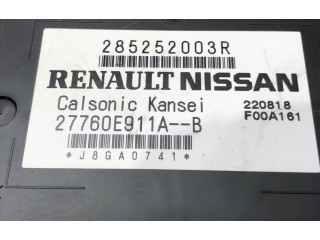 285252003R
RENAULT NISSAN
Calsonic Kansei 220818
27760E911A--B F00A161
*J8GA0741*